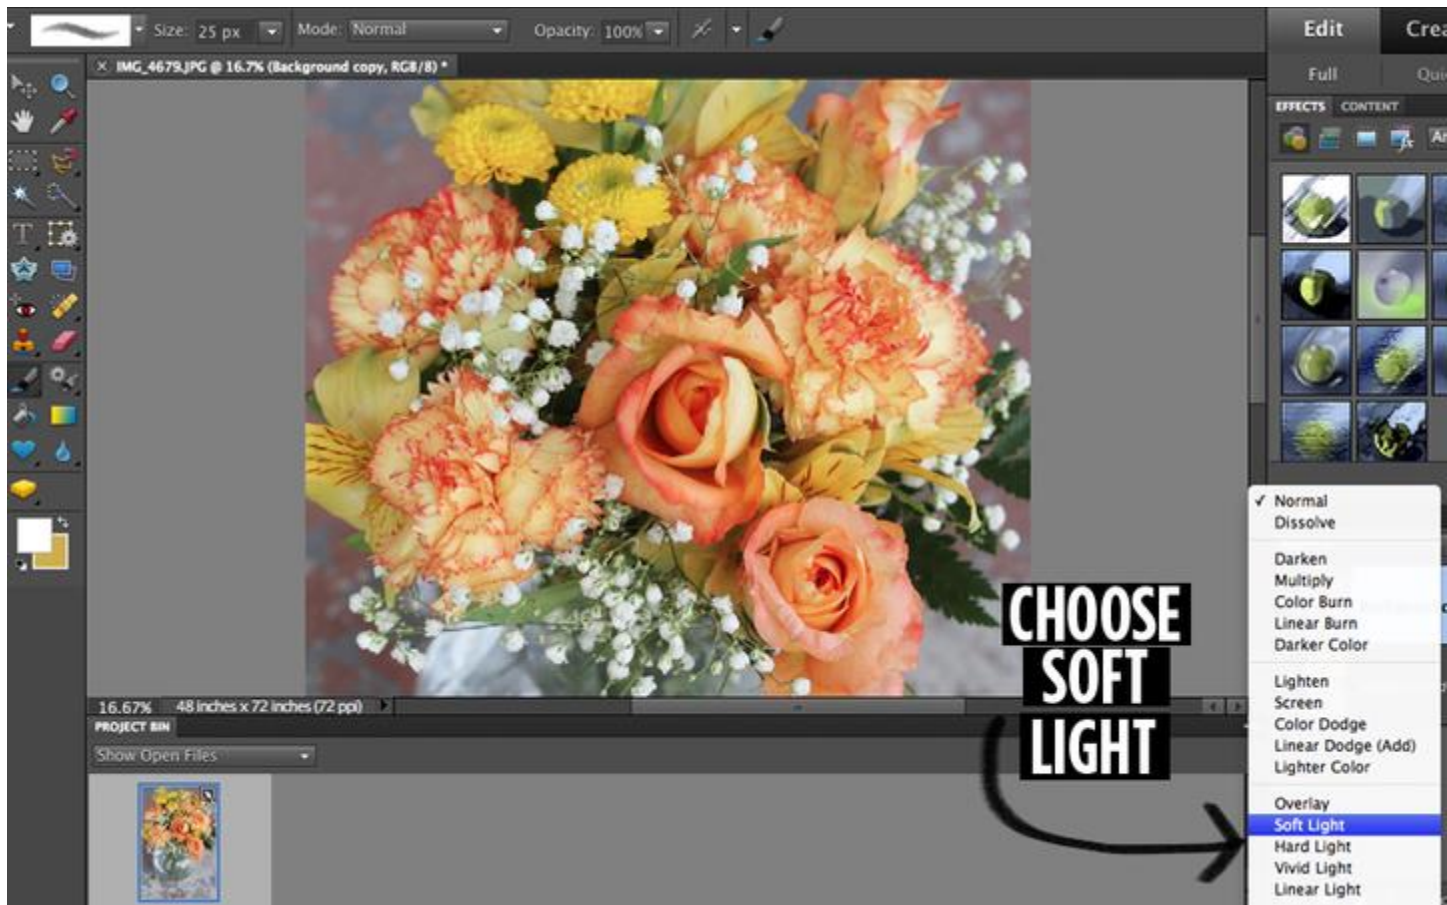 Size: 25 px
Mode: Normal
Opacity: 100%
Edit
Full
× IMG_4679.JPG @ 16.7% (Background copy, RGB/8) *
EFFECTS CONTENT
T
✓ Normal
Dissolve
Darken
Multiply
Color Burn
Linear Burn
Darker Color
Lighten
Screen
Color Dodge
Linear Dodge (Add)
Lighter Color
Overlay
Soft Light
Hard Light
Vivid Light
Linear Light
CHOOSE
SOFT
LIGHT
16.67% 48 inches x 72 inches (72 ppi)
PROJECT BIN
Show Open Files